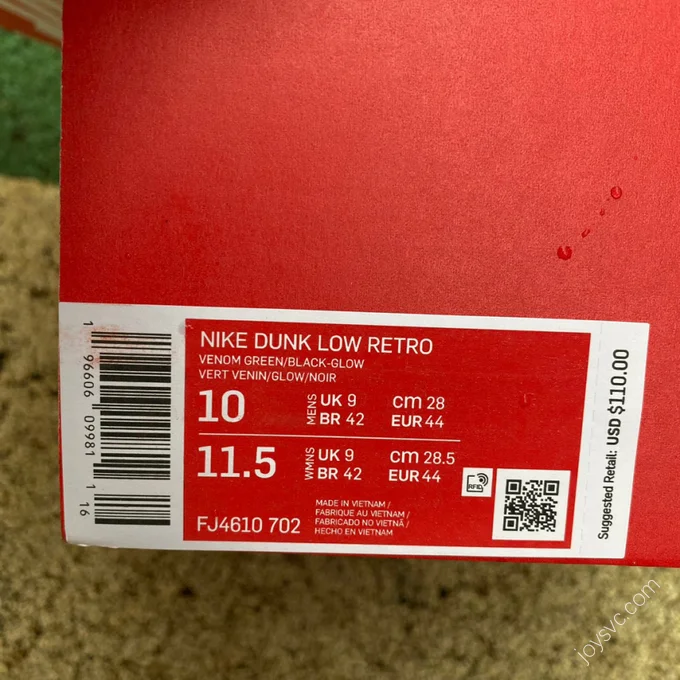 NIKE DUNK LOW RETRO
VENOM GREEN/BLACK-GLOW
VERT VENIN/GLOW/NOIR
10 MENS UK 9 cm 28
BR 42 EUR 44
11.5 WMNS UK 9 cm 28.5
BR 42 EUR 44
RFID
FJ4610 702
MADE IN VIETNAM /
FABRIQUE AU VIETNAM /
FABRICADO NO VIETNÃ /
HECHO EN VIETNAM
1 96606 09981 1 16
Suggested Retail: USD $110.00
joysvc.com